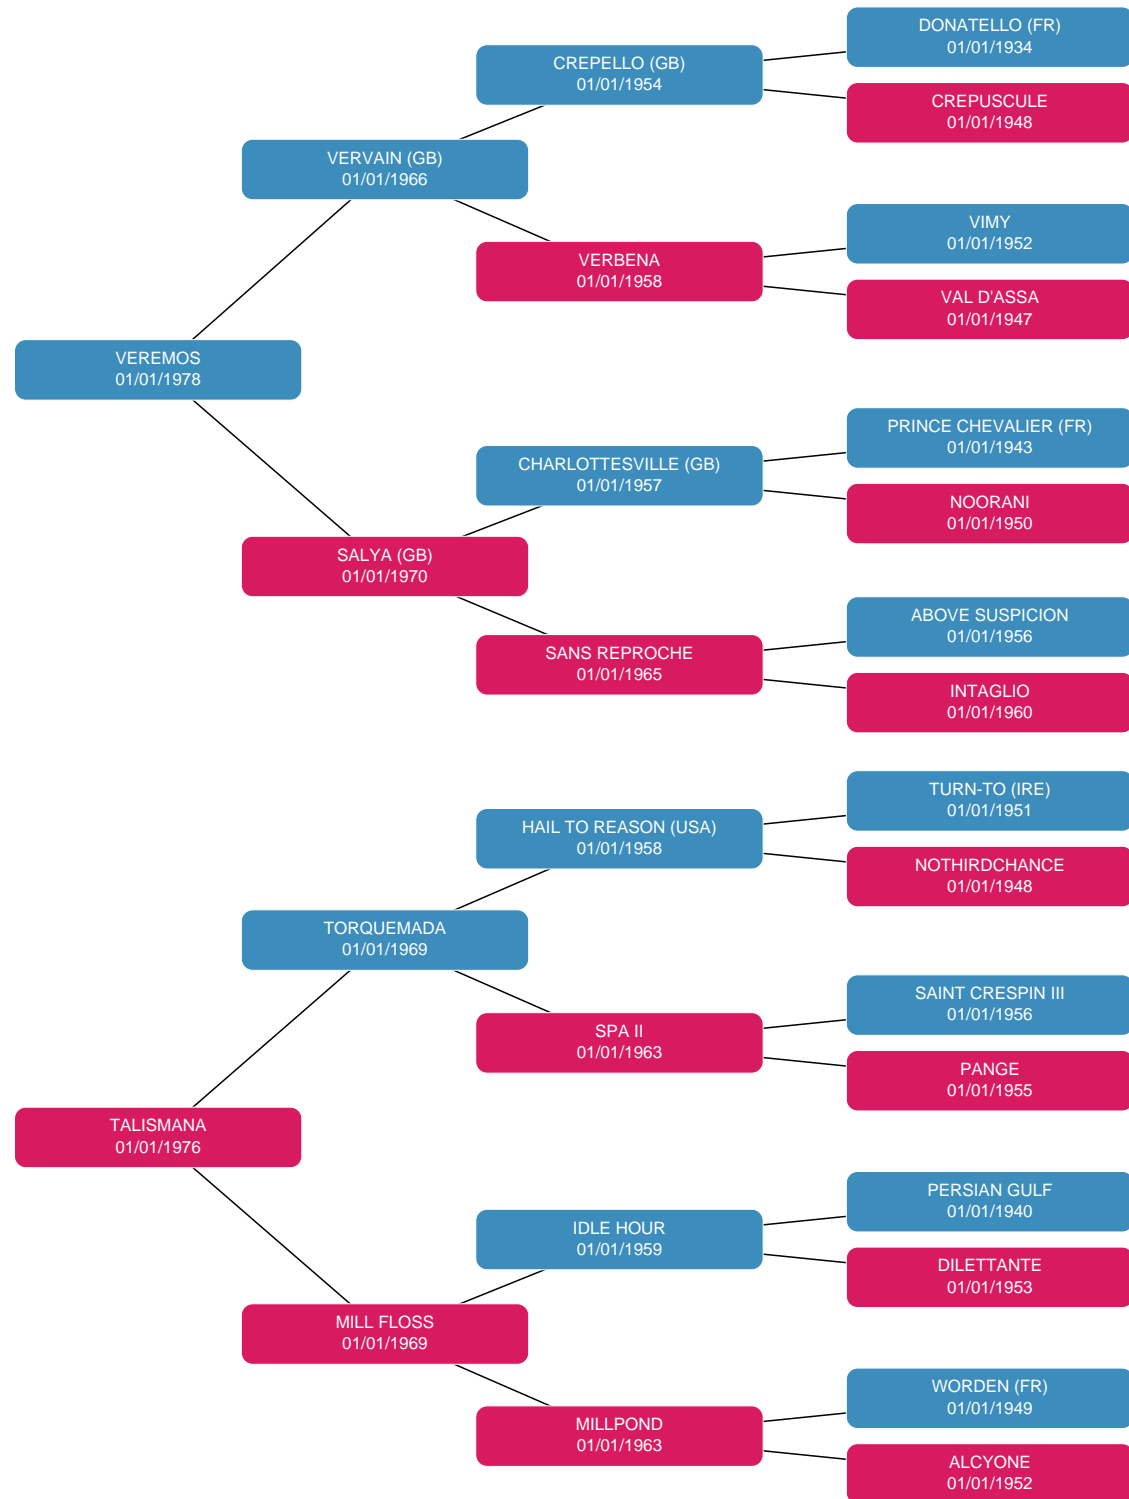 DONATELLO (FR)
01/01/1934
CREPELLO (GB)
01/01/1954
CREPUSCULE
01/01/1948
VERVAIN (GB)
01/01/1966
VIMY
01/01/1952
VERBENA
01/01/1958
VAL D'ASSA
01/01/1947
VEREMOS
01/01/1978
PRINCE CHEVALIER (FR)
01/01/1943
CHARLOTTESVILLE (GB)
01/01/1957
NOORANI
01/01/1950
SALYA (GB)
01/01/1970
ABOVE SUSPICION
01/01/1956
SANS REPROCHE
01/01/1965
INTAGLIO
01/01/1960
TURN-TO (IRE)
01/01/1951
HAIL TO REASON (USA)
01/01/1958
NOTHIRDCHANCE
01/01/1948
TORQUEMADA
01/01/1969
SAINT CRESPIN III
01/01/1956
SPA II
01/01/1963
PANGE
01/01/1955
TALISMANA
01/01/1976
PERSIAN GULF
01/01/1940
IDLE HOUR
01/01/1959
DILETTANTE
01/01/1953
MILL FLOSS
01/01/1969
WORDEN (FR)
01/01/1949
MILLPOND
01/01/1963
ALCYONE
01/01/1952